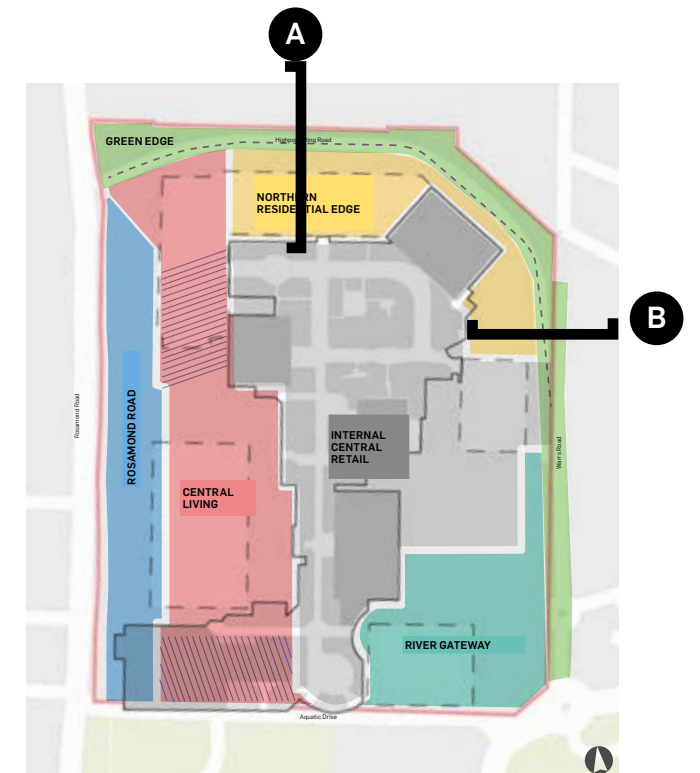 A
GREEN EDGE
Road
NORTHERN
RESIDENTIAL EDGE
B
Rosamond Road
ROSAMOND ROAD
INTERNAL
CENTRAL
RETAIL
Warrs Road
CENTRAL
LIVING
RIVER GATEWAY
Aquatic Drive